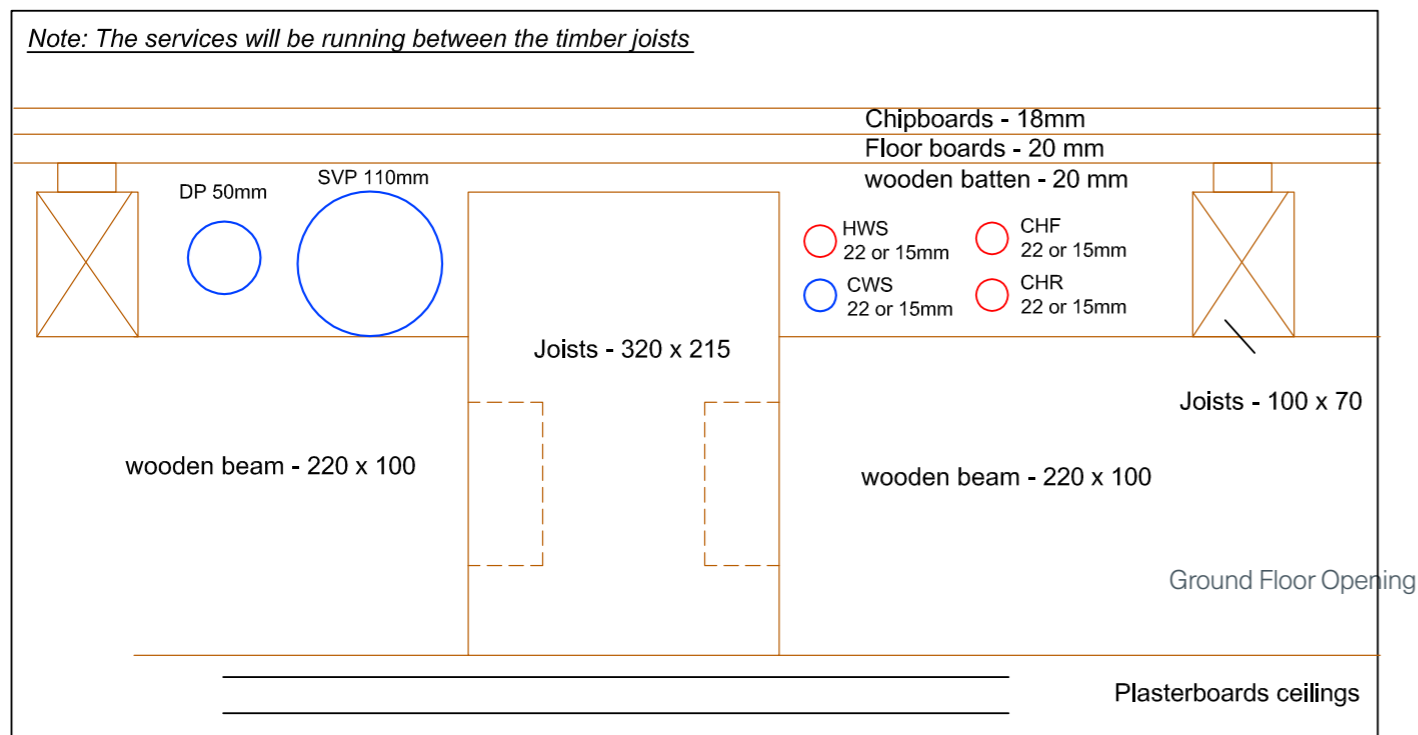 Note: The services will be running between the timber joists
Chipboards - 18mm
Floor boards - 20 mm
wooden batten - 20 mm
DP 50mm
SVP 110mm
HWS
22 or 15mm
CHF
22 or 15mm
CWS
22 or 15mm
CHR
22 or 15mm
Joists - 320 x 215
Joists - 100 x 70
wooden beam - 220 x 100
wooden beam - 220 x 100
Ground Floor Opening
Plasterboards ceilings